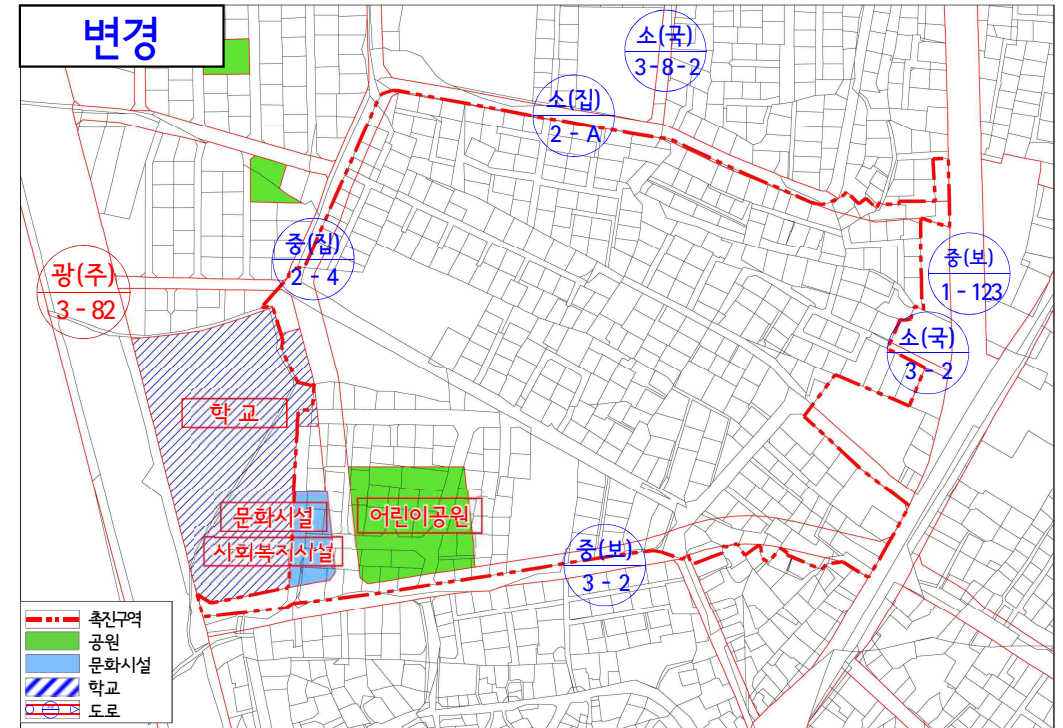 변경
소(국)
3-8-2
소(집)
2 - A
중(집)
2 - 4
광(주)
3 - 82
중(보)
1 - 123
소(국)
3 - 2
학 교
문화시설
어린이공원
사회복지시설
중(보)
3 - 2
촉진구역
공원
문화시설
학교
도로